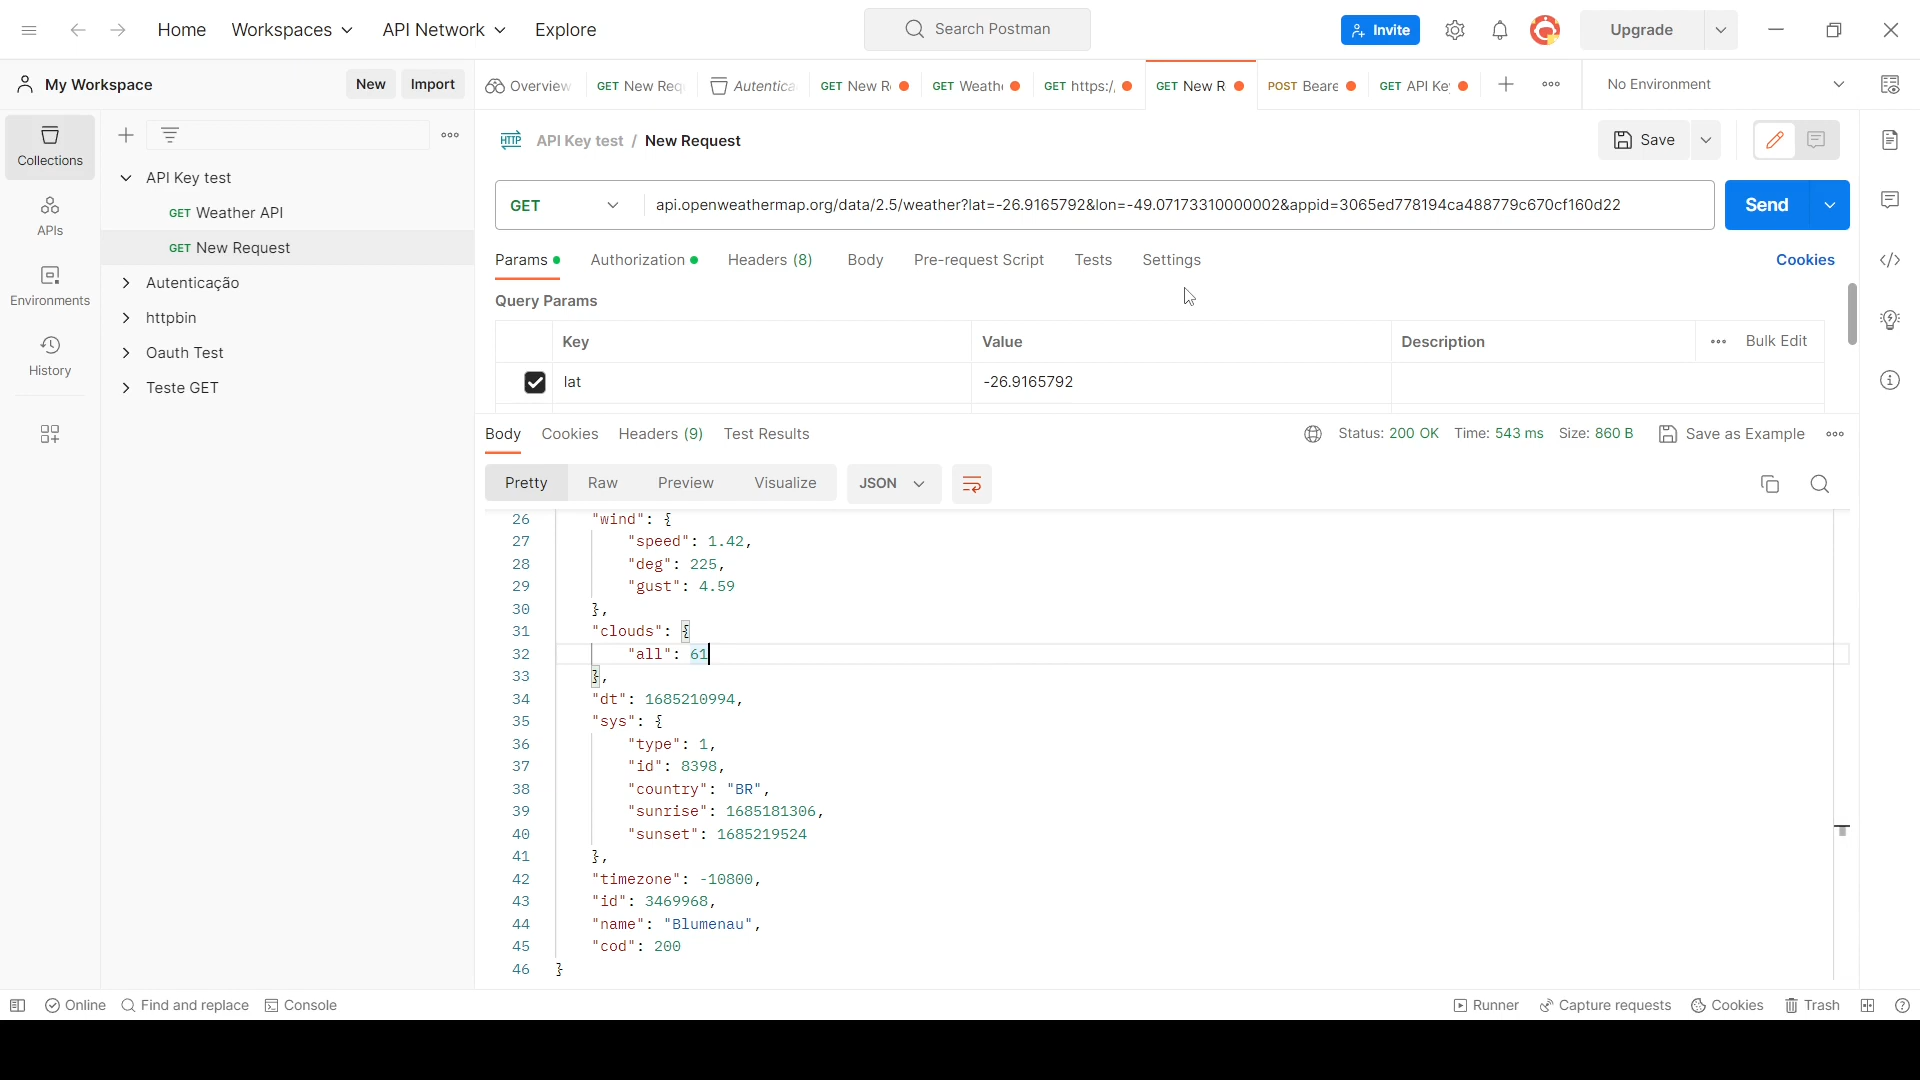 Home Workspaces API Network Explore Search Postman Invite Upgrade
My Workspace New Import Overview GET New Req Autentica GET New R GET Weath GET https:/, GET New R POST Beare GET API Ke No Environment
Collections
APIs
Environments
History
API Key test
GET Weather API
GET New Request
Autenticação
httpbin
Oauth Test
Teste GET
HTTP API Key test / New Request Save
GET api.openweathermap.org/data/2.5/weather?lat=-26.9165792&lon=-49.07173310000002&appid=3065ed778194ca488779c670cf160d22 Send
Params Authorization Headers (8) Body Pre-request Script Tests Settings Cookies
Query Params
Key Value Description Bulk Edit
lat -26.9165792
Body Cookies Headers (9) Test Results Status: 200 OK Time: 543 ms Size: 860 B Save as Example
Pretty Raw Preview Visualize JSON
26 "wind": {
27 "speed": 1.42,
28 "deg": 225,
29 "gust": 4.59
30 },
31 "clouds": {
32 "all": 61
33 },
34 "dt": 1685210994,
35 "sys": {
36 "type": 1,
37 "id": 8398,
38 "country": "BR",
39 "sunrise": 1685181306,
40 "sunset": 1685219524
41 },
42 "timezone": -10800,
43 "id": 3469968,
44 "name": "Blumenau",
45 "cod": 200
46 }
Online Find and replace Console Runner Capture requests Cookies Trash